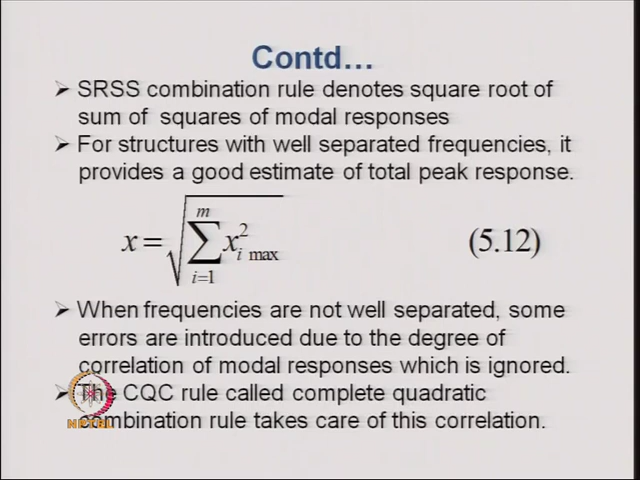 Contd...
➤ SRSS combination rule denotes square root of
sum of squares of modal responses
➤ For structures with well separated frequencies, it
provides a good estimate of total peak response.
x = √(∑_{i=1}^{m} x_{i max}^2) (5.12)
➤ When frequencies are not well separated, some
errors are introduced due to the degree of
correlation of modal responses which is ignored.
➤ The CQC rule called complete quadratic
combination rule takes care of this correlation.
NPTEL